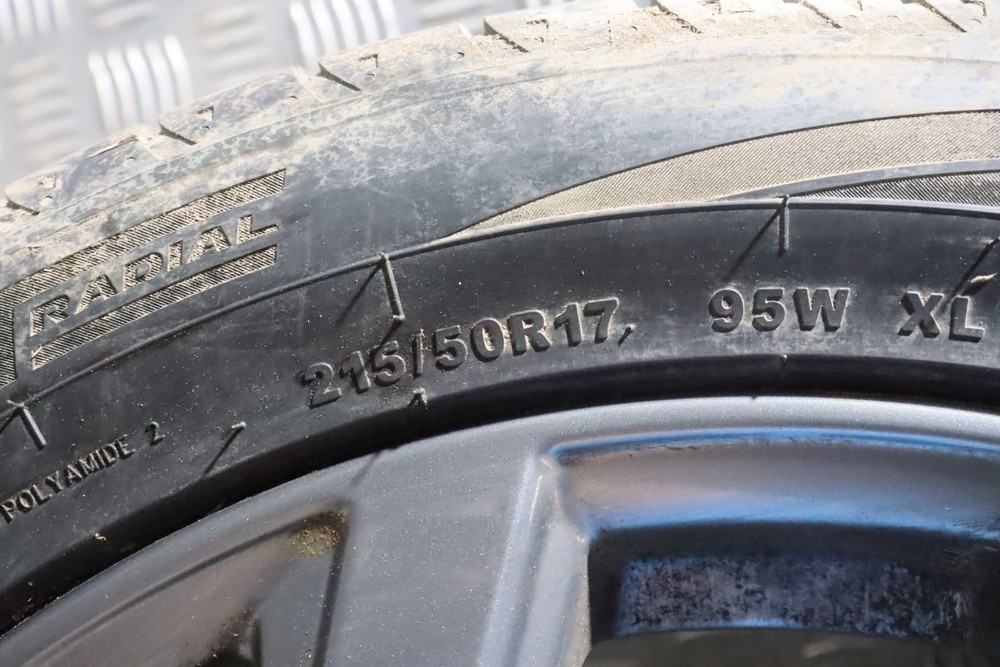 RADIAL
215/50R17 95W XL
POLYAMIDE 2